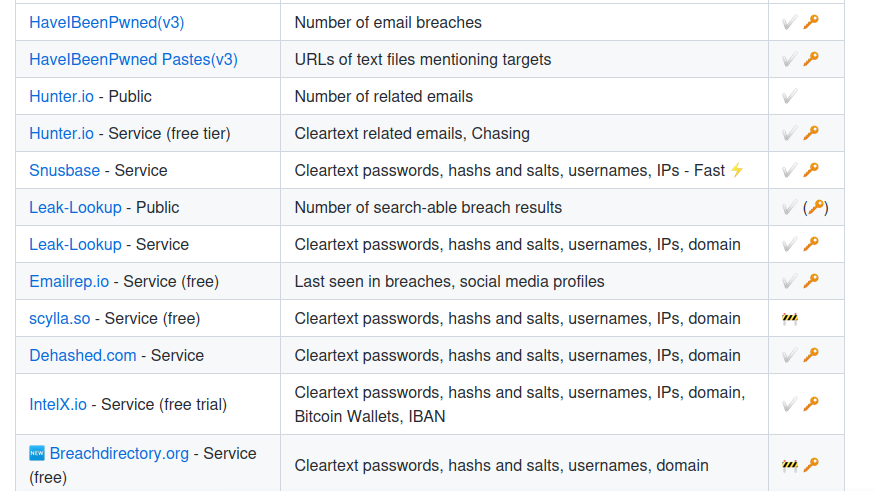 HaveIBeenPwned(v3) Number of email breaches ✔️ 🔑
HaveIBeenPwned Pastes(v3) URLs of text files mentioning targets ✔️ 🔑
Hunter.io - Public Number of related emails ✔️
Hunter.io - Service (free tier) Cleartext related emails, Chasing ✔️ 🔑
Snusbase - Service Cleartext passwords, hashs and salts, usernames, IPs - Fast ⚡ ✔️ 🔑
Leak-Lookup - Public Number of search-able breach results ✔️ (🔑)
Leak-Lookup - Service Cleartext passwords, hashs and salts, usernames, IPs, domain ✔️ 🔑
Emailrep.io - Service (free) Last seen in breaches, social media profiles ✔️ 🔑
scylla.so - Service (free) Cleartext passwords, hashs and salts, usernames, IPs, domain 🚧
Dehashed.com - Service Cleartext passwords, hashs and salts, usernames, IPs, domain ✔️ 🔑
IntelX.io - Service (free trial) Cleartext passwords, hashs and salts, usernames, IPs, domain,
Bitcoin Wallets, IBAN ✔️ 🔑
🆕 Breachdirectory.org - Service
(free) Cleartext passwords, hashs and salts, usernames, domain 🚧 🔑